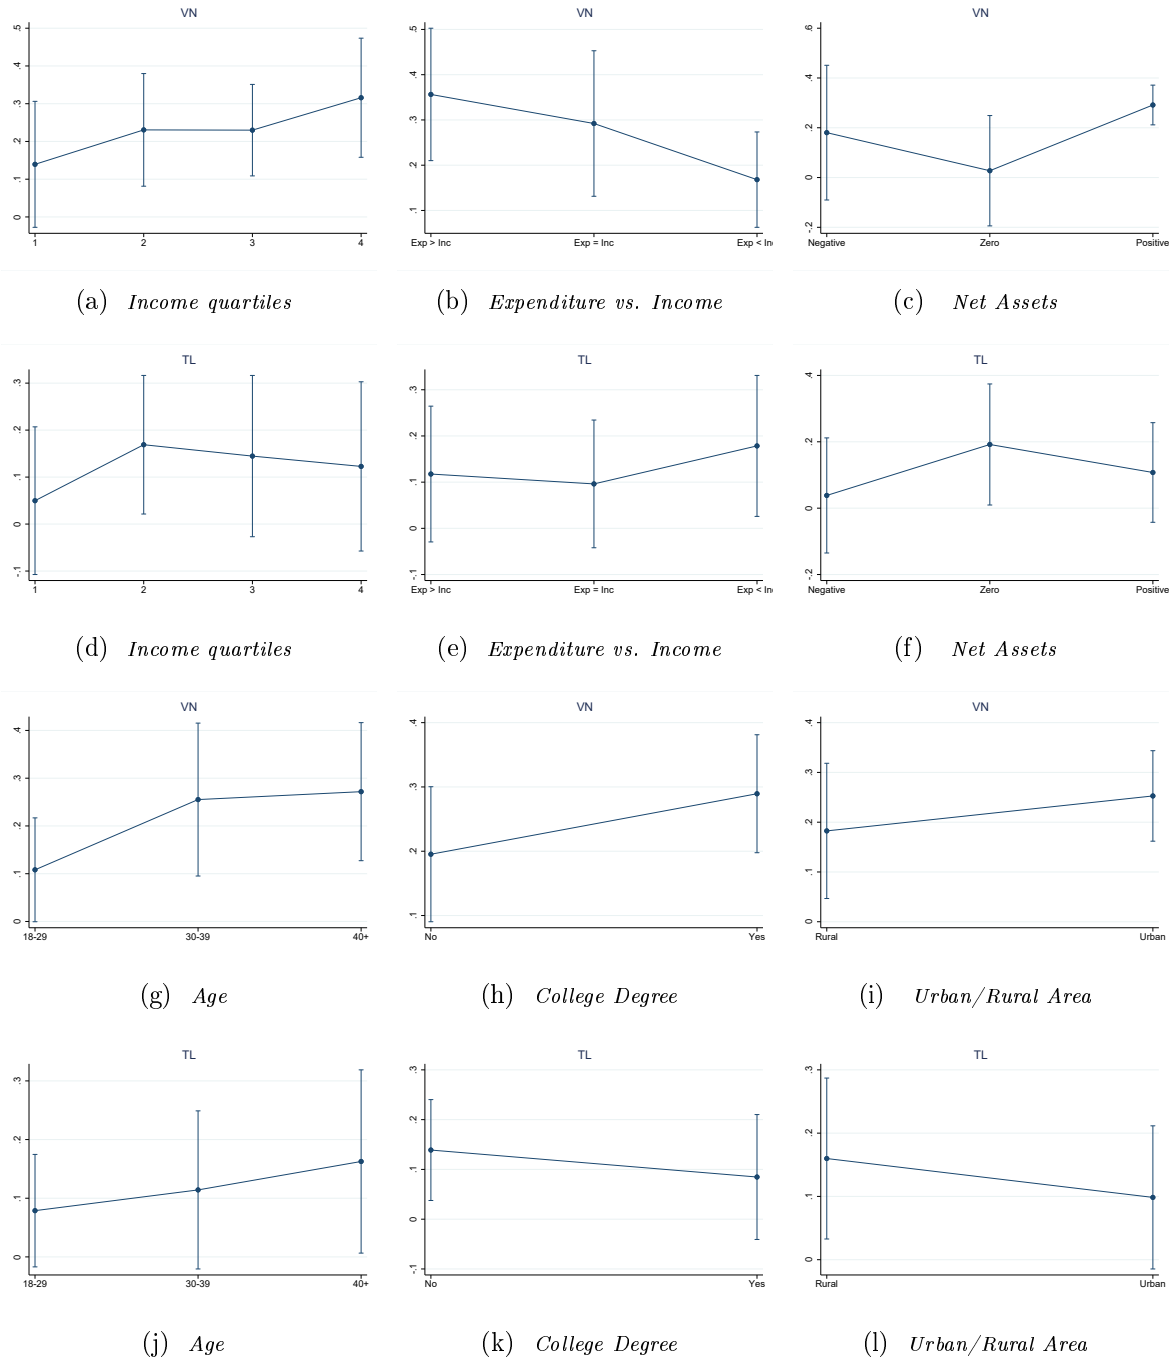 VN VN VN
.5 .4 .3 .2 .1 0
.5 .4 .3 .2 .1
.6 .4 .2 0 -.2
1 2 3 4 Exp > Inc Exp = Inc Exp < In Negative Zero Positive
(a) Income quartiles (b) Expenditure vs. Income (c) Net Assets
TL TL TL
.3 .2 .1 0 -.1
.3 .2 .1 0 -.1
.4 .2 0 -.2
1 2 3 4 Exp > Inc Exp = Inc Exp < In Negative Zero Positive
(d) Income quartiles (e) Expenditure vs. Income (f) Net Assets
VN VN VN
.4 .3 .2 .1 0
.4 .3 .2 .1
.4 .3 .2 .1 0
18-29 30-39 40+ No Yes Rural Urban
(g) Age (h) College Degree (i) Urban/Rural Area
TL TL TL
.3 .2 .1 0
.3 .2 .1 0 -.1
.3 .2 .1 0
18-29 30-39 40+ No Yes Rural Urban
(j) Age (k) College Degree (l) Urban/Rural Area